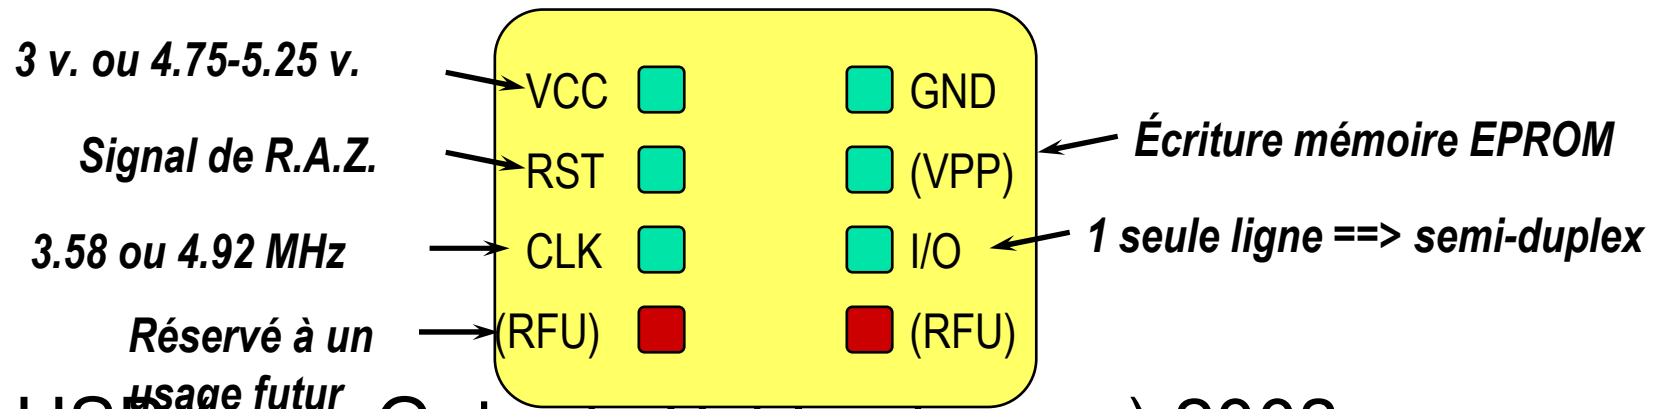 3 v. ou 4.75-5.25 v.
VCC
GND
Signal de R.A.Z.
RST
(VPP)
Écriture mémoire EPROM
3.58 ou 4.92 MHz
CLK
I/O
1 seule ligne ==> semi-duplex
Réservé à un
usage futur
(RFU)
(RFU)
2008